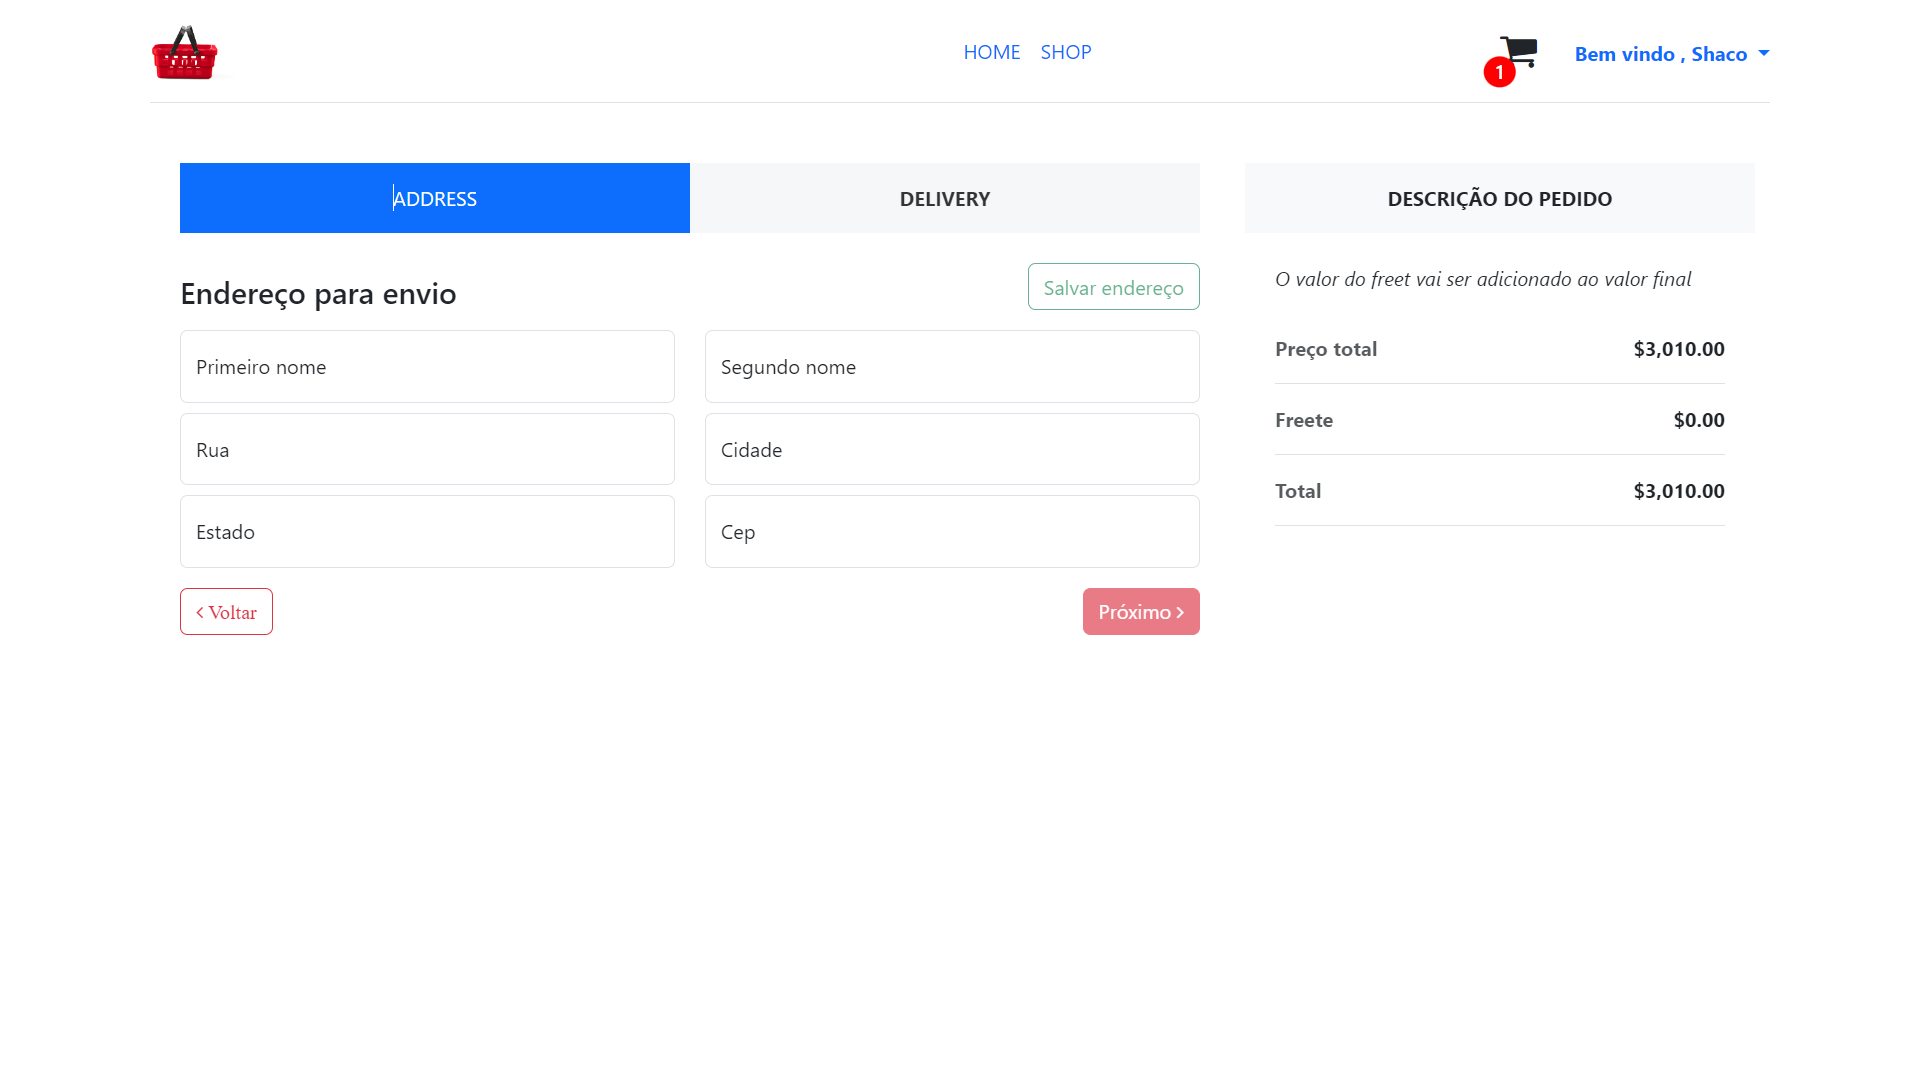 HOME SHOP
1
Bem vindo , Shaco
ADDRESS
DELIVERY
Endereço para envio
Salvar endereço
Primeiro nome
Segundo nome
Rua
Cidade
Estado
Cep
Voltar
Próximo
DESCRIÇÃO DO PEDIDO
O valor do freet vai ser adicionado ao valor final
Preço total $3,010.00
Freete $0.00
Total $3,010.00